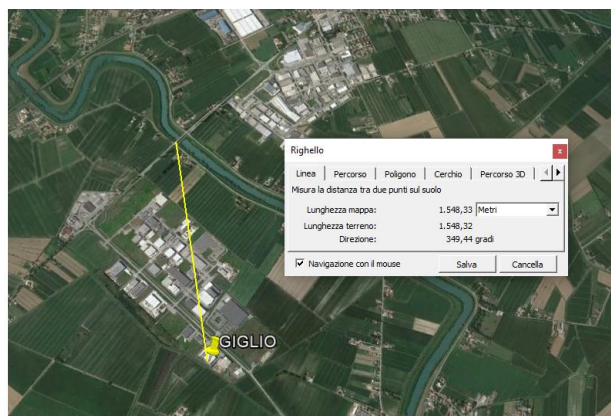 Righello
x
Linea Percorso Poligono Cerchio Percorso 3D
Misura la distanza tra due punti sul suolo
Lunghezza mappa: 1.548,33 Metri
Lunghezza terreno: 1.548,32
Direzione: 349,44 gradi
Navigazione con il mouse Salva Cancella
GIGLIO